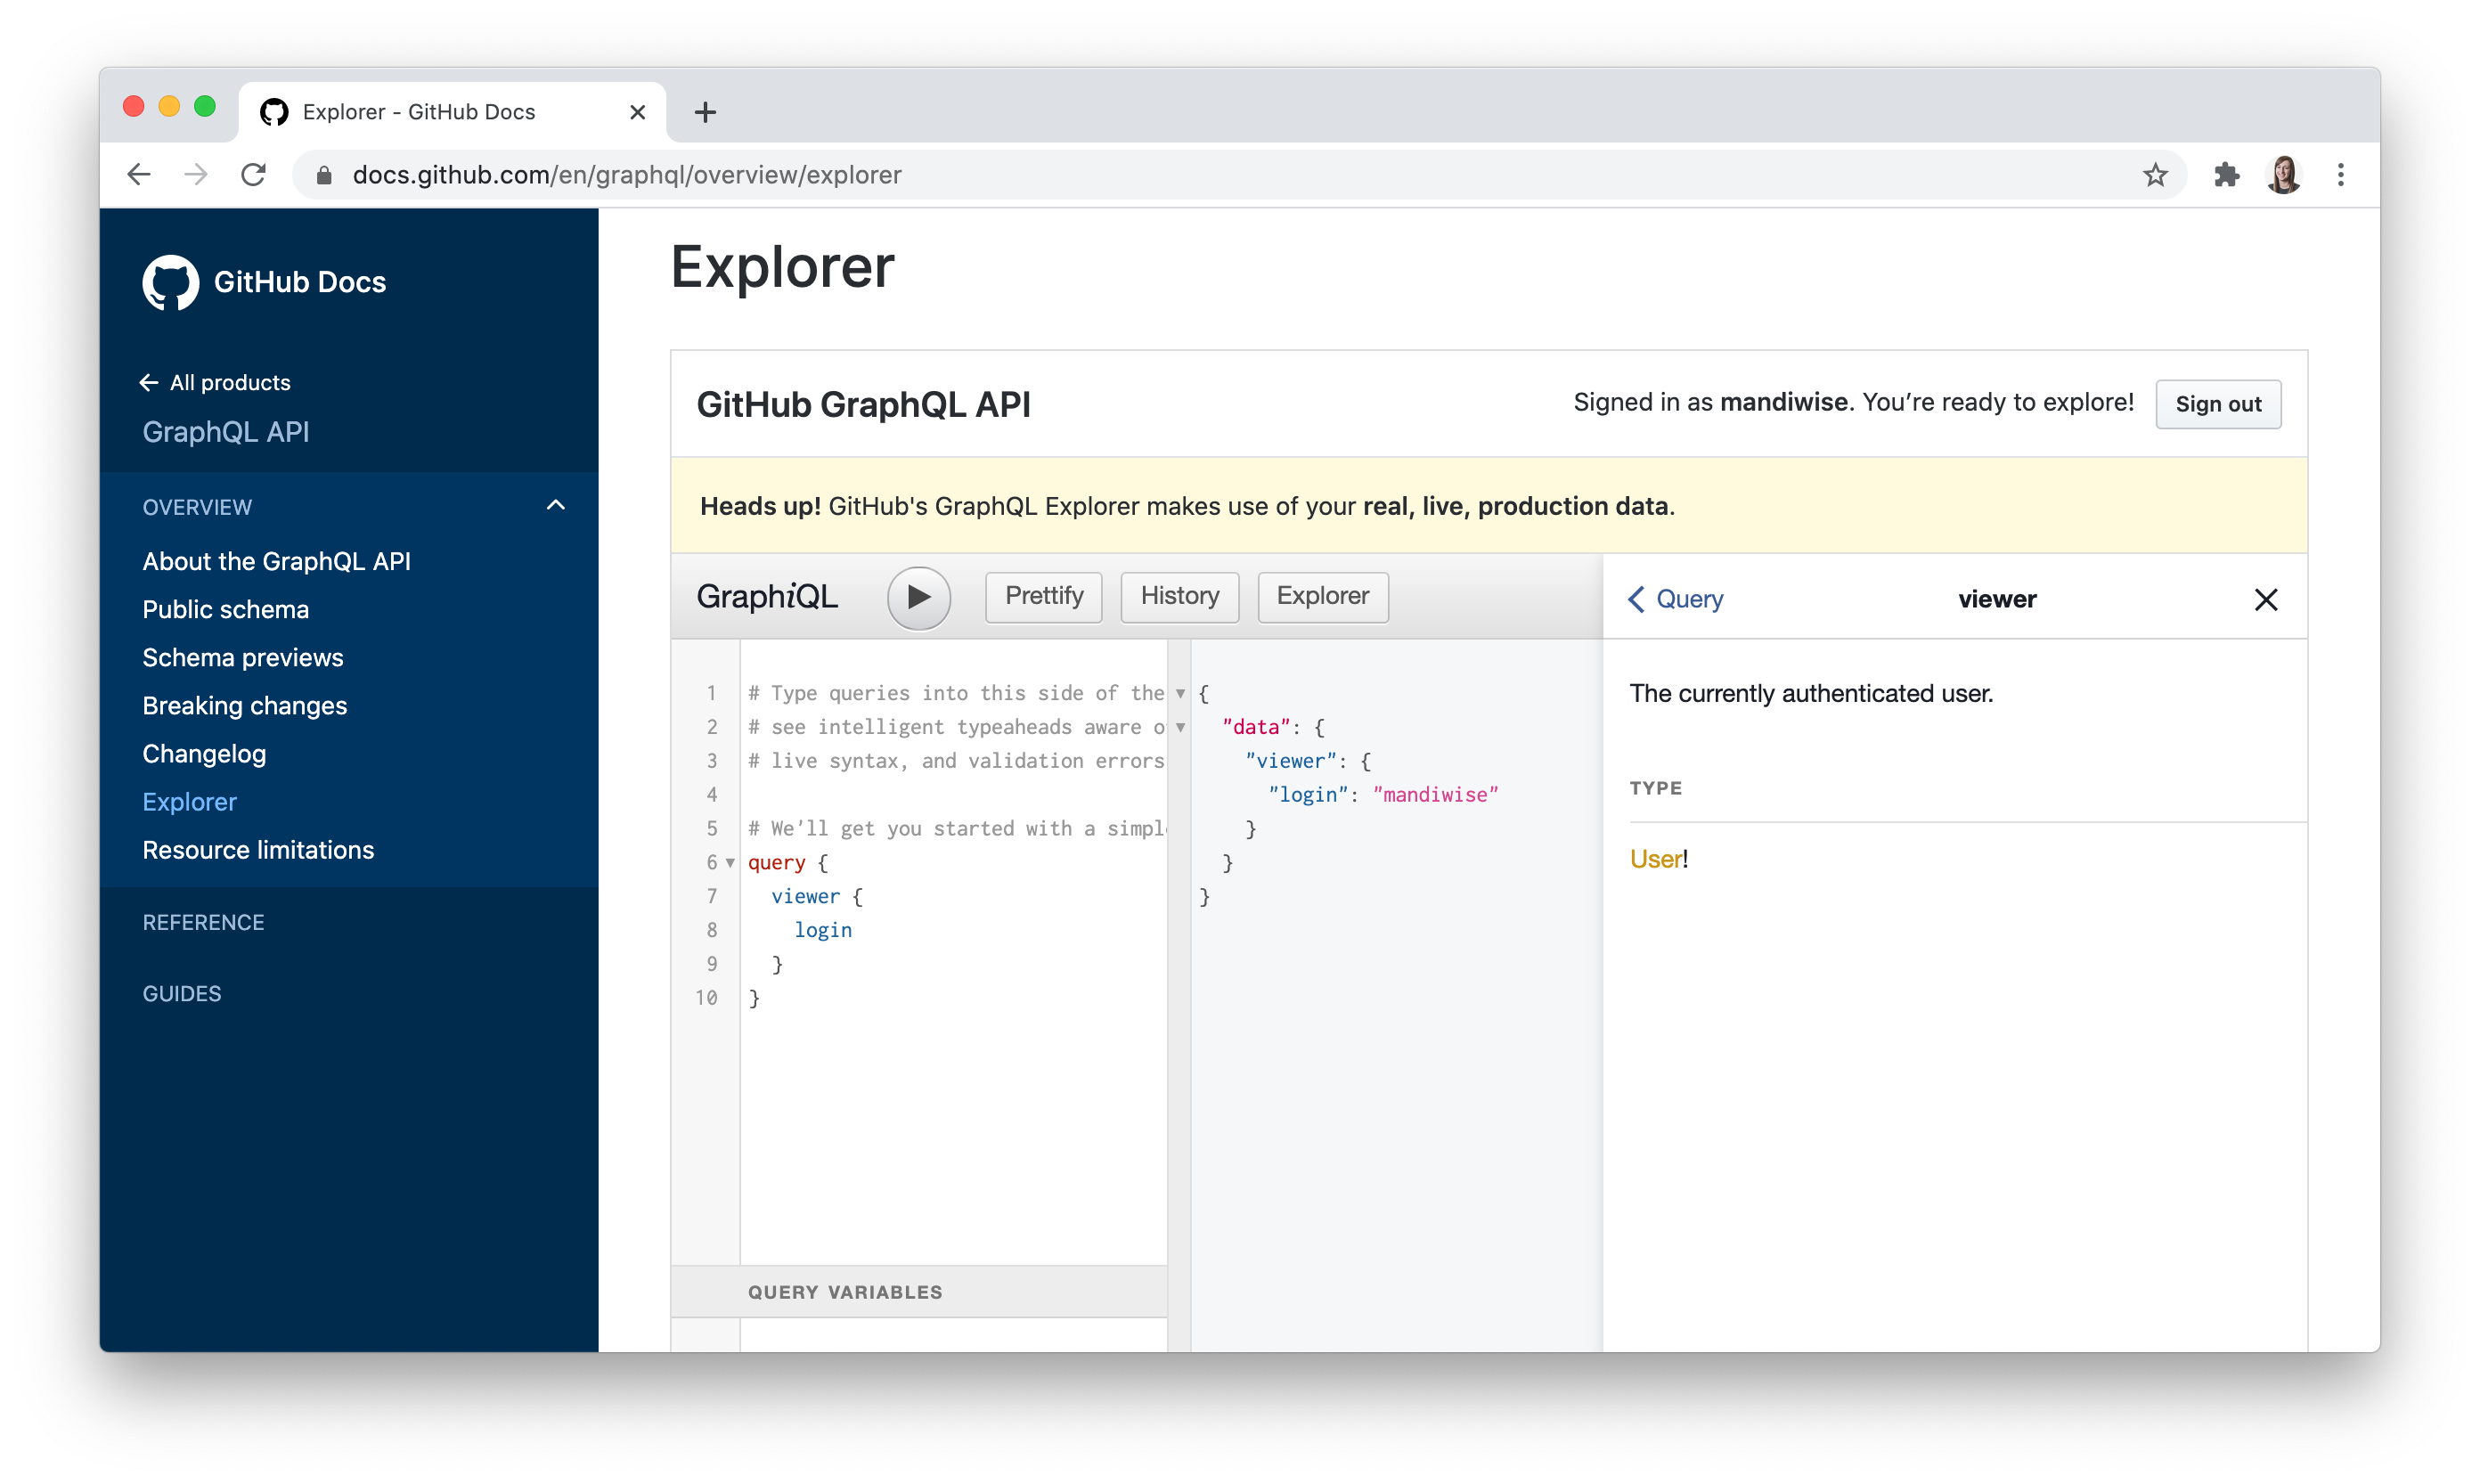 Explorer - GitHub Docs
docs.github.com/en/graphql/overview/explorer
GitHub Docs
All products
GraphQL API
OVERVIEW
About the GraphQL API
Public schema
Schema previews
Breaking changes
Changelog
Explorer
Resource limitations
REFERENCE
GUIDES
Explorer
GitHub GraphQL API
Signed in as mandiwise. You’re ready to explore!
Sign out
Heads up! GitHub's GraphQL Explorer makes use of your real, live, production data.
GraphiQL
Prettify
History
Explorer
1 # Type queries into this side of the
2 # see intelligent typeaheads aware o
3 # live syntax, and validation errors
4
5 # We’ll get you started with a simpl
6 query {
7 viewer {
8 login
9 }
10 }
QUERY VARIABLES
{
"data": {
"viewer": {
"login": "mandiwise"
}
}
}
Query
viewer
The currently authenticated user.
TYPE
User!